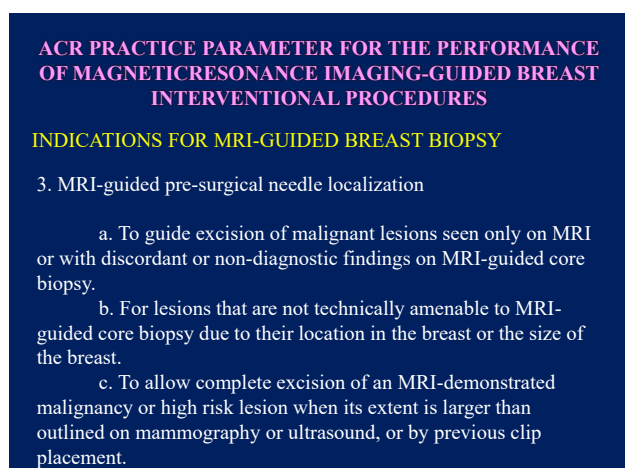 ACR PRACTICE PARAMETER FOR THE PERFORMANCE
OF MAGNETICRESONANCE IMAGING-GUIDED BREAST
INTERVENTIONAL PROCEDURES
INDICATIONS FOR MRI-GUIDED BREAST BIOPSY
3. MRI-guided pre-surgical needle localization
a. To guide excision of malignant lesions seen only on MRI
or with discordant or non-diagnostic findings on MRI-guided core
biopsy.
b. For lesions that are not technically amenable to MRI-
guided core biopsy due to their location in the breast or the size of
the breast.
c. To allow complete excision of an MRI-demonstrated
malignancy or high risk lesion when its extent is larger than
outlined on mammography or ultrasound, or by previous clip
placement.